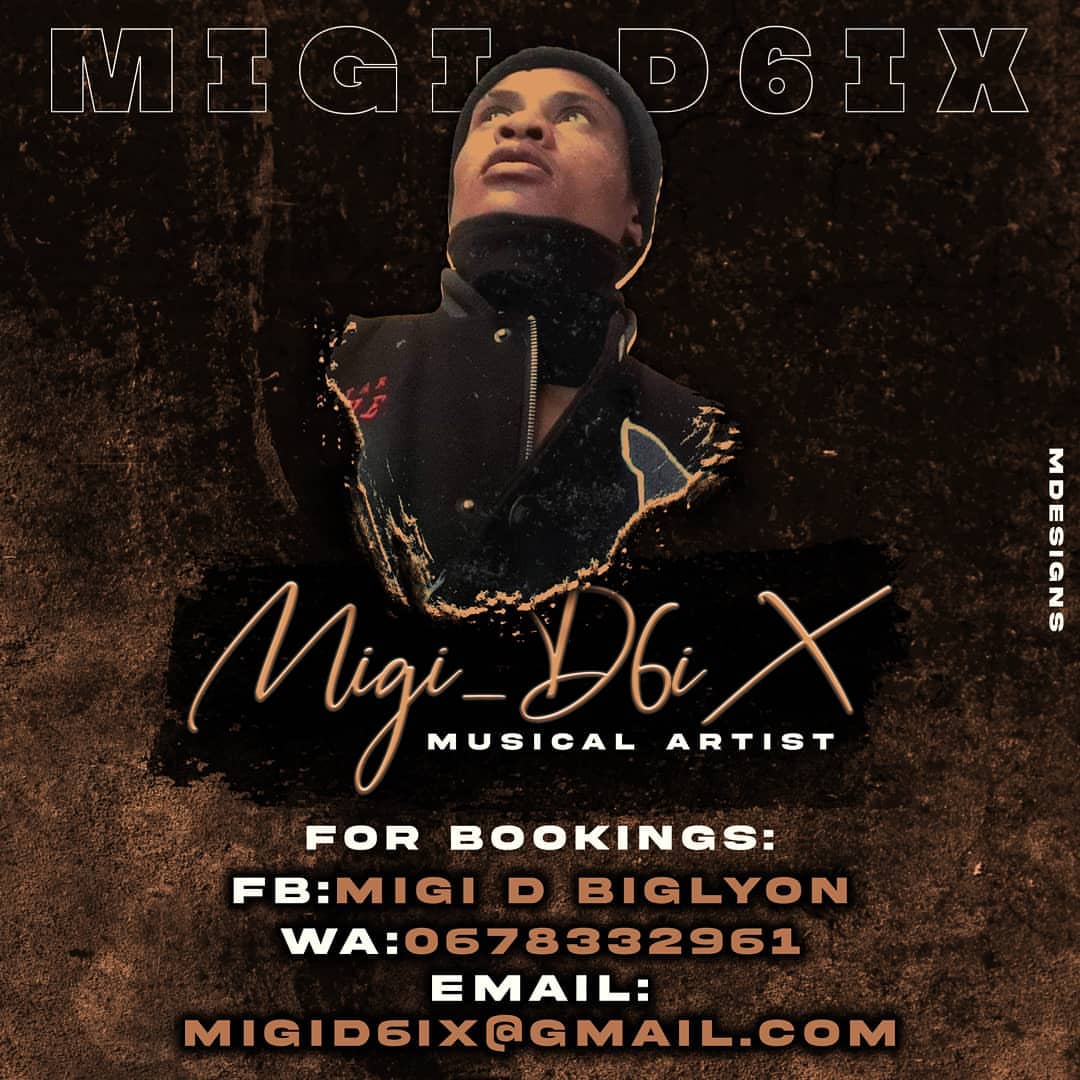 MIGI D6IX
Migi_D6iX
MUSICAL ARTIST
FOR BOOKINGS:
FB:MIGI D BIGLYON
WA:0678332961
EMAIL:
MIGID6IX@GMAIL.COM
MDESIGNS